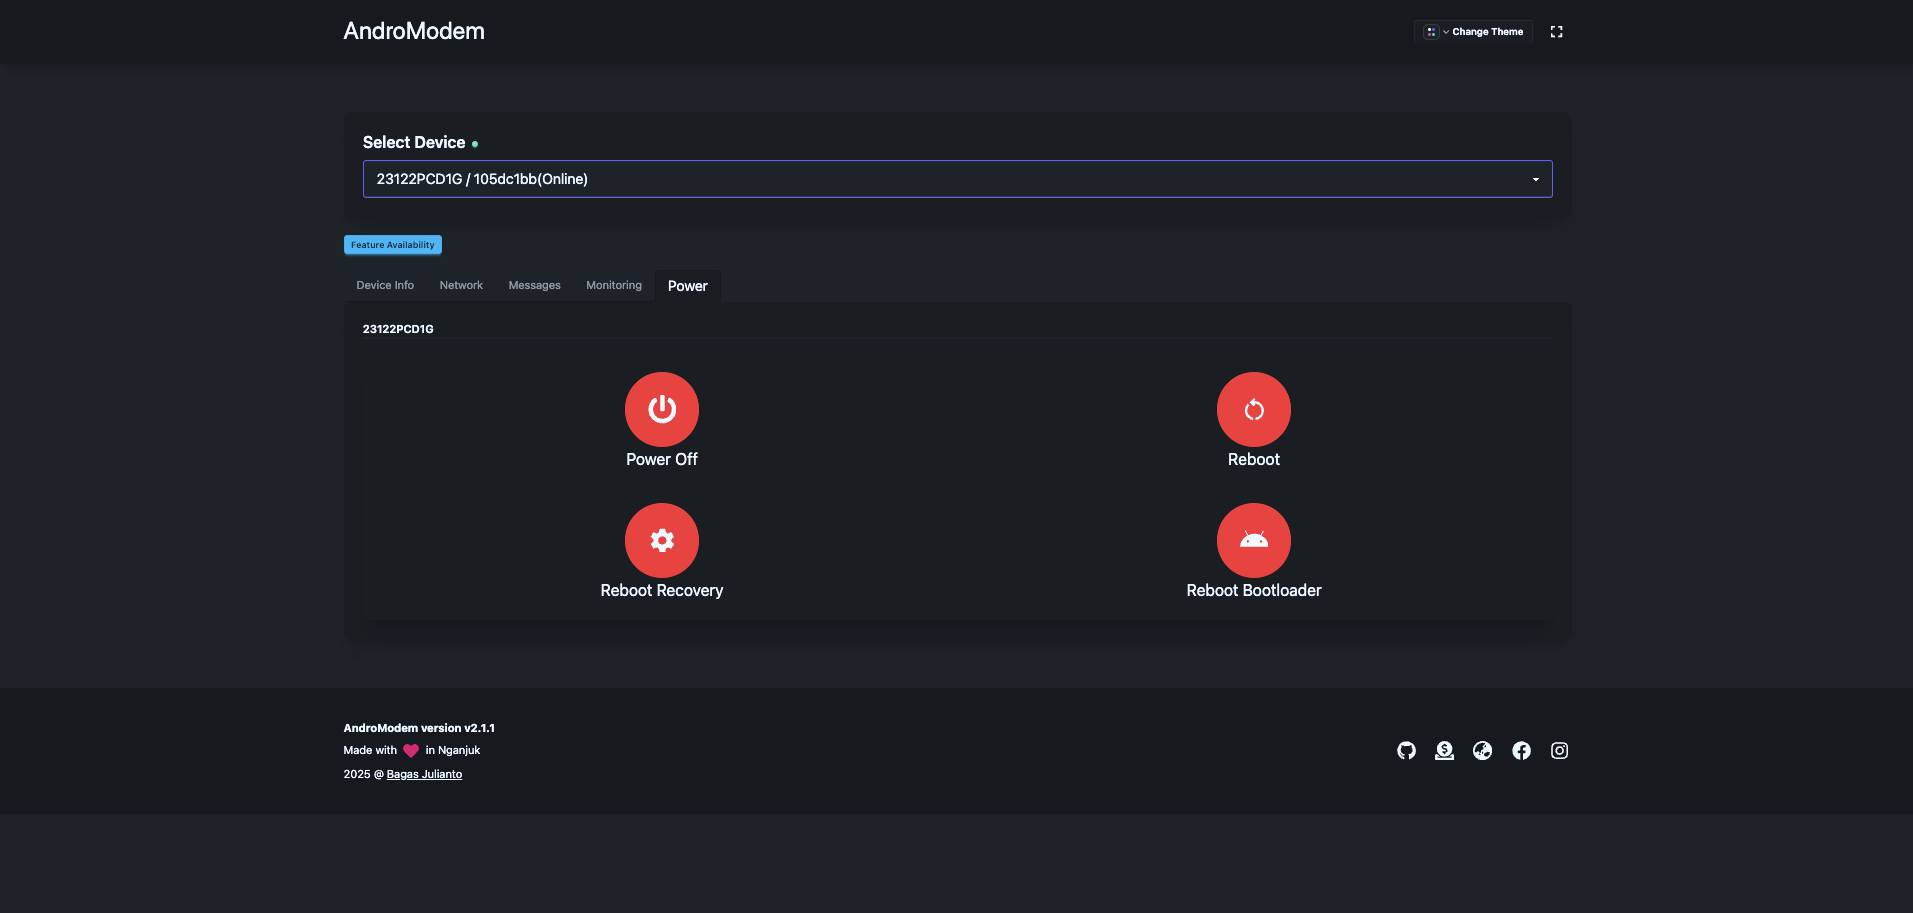 AndroModem
Change Theme
Select Device
23122PCD1G / 105dc1bb(Online)
Feature Availability
Device Info
Network
Messages
Monitoring
Power
23122PCD1G
Power Off
Reboot
Reboot Recovery
Reboot Bootloader
AndroModem version v2.1.1
Made with in Nganjuk
2025 @ Bagas Julianto